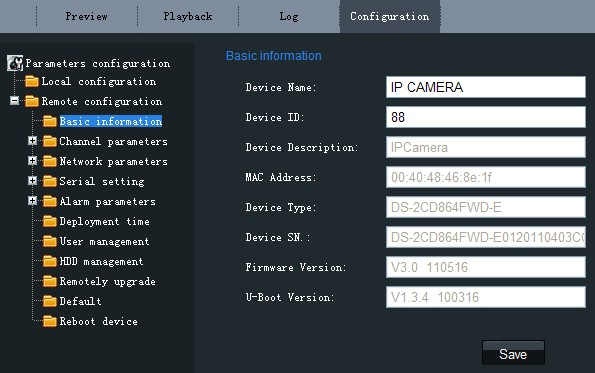 Preview Playback Log Configuration
Parameters configuration
Local configuration
Remote configuration
Basic information
Channel parameters
Network parameters
Serial setting
Alarm parameters
Deployment time
User management
HDD management
Remotely upgrade
Default
Reboot device
Basic information
Device Name: IP CAMERA
Device ID: 88
Device Description: IPCamera
MAC Address: 00:40:48:46:8e:1f
Device Type: DS-2CD864FWD-E
Device SN.: DS-2CD864FWD-E0120110403CC
Firmware Version: V3.0 110516
U-Boot Version: V1.3.4 100316
Save